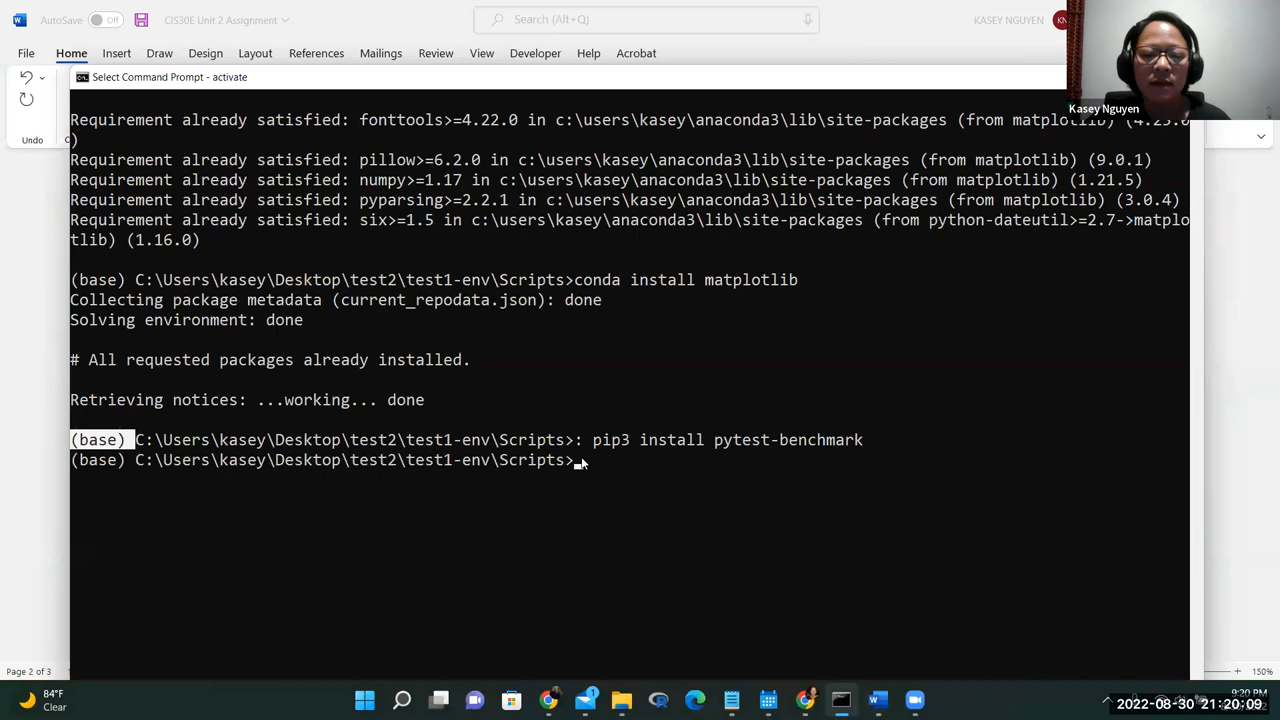 AutoSave Off CIS30E Unit 2 Assignment Search (Alt+Q) KASEY NGUYEN
File Home Insert Draw Design Layout References Mailings Review View Developer Help Acrobat
Select Command Prompt - activate
Kasey Nguyen
Undo
Requirement already satisfied: fonttools>=4.22.0 in c:\users\kasey\anaconda3\lib\site-packages (from matplotlib) (4.25.0
)
Requirement already satisfied: pillow>=6.2.0 in c:\users\kasey\anaconda3\lib\site-packages (from matplotlib) (9.0.1)
Requirement already satisfied: numpy>=1.17 in c:\users\kasey\anaconda3\lib\site-packages (from matplotlib) (1.21.5)
Requirement already satisfied: pyparsing>=2.2.1 in c:\users\kasey\anaconda3\lib\site-packages (from matplotlib) (3.0.4)
Requirement already satisfied: six>=1.5 in c:\users\kasey\anaconda3\lib\site-packages (from python-dateutil>=2.7->matplo
tlib) (1.16.0)
(base) C:\Users\kasey\Desktop\test2\test1-env\Scripts>conda install matplotlib
Collecting package metadata (current_repodata.json): done
Solving environment: done
# All requested packages already installed.
Retrieving notices: ...working... done
(base) C:\Users\kasey\Desktop\test2\test1-env\Scripts>: pip3 install pytest-benchmark
(base) C:\Users\kasey\Desktop\test2\test1-env\Scripts>
Page 2 of 3 150%
84°F
Clear
9:20 PM
2022-08-30 21:20:09